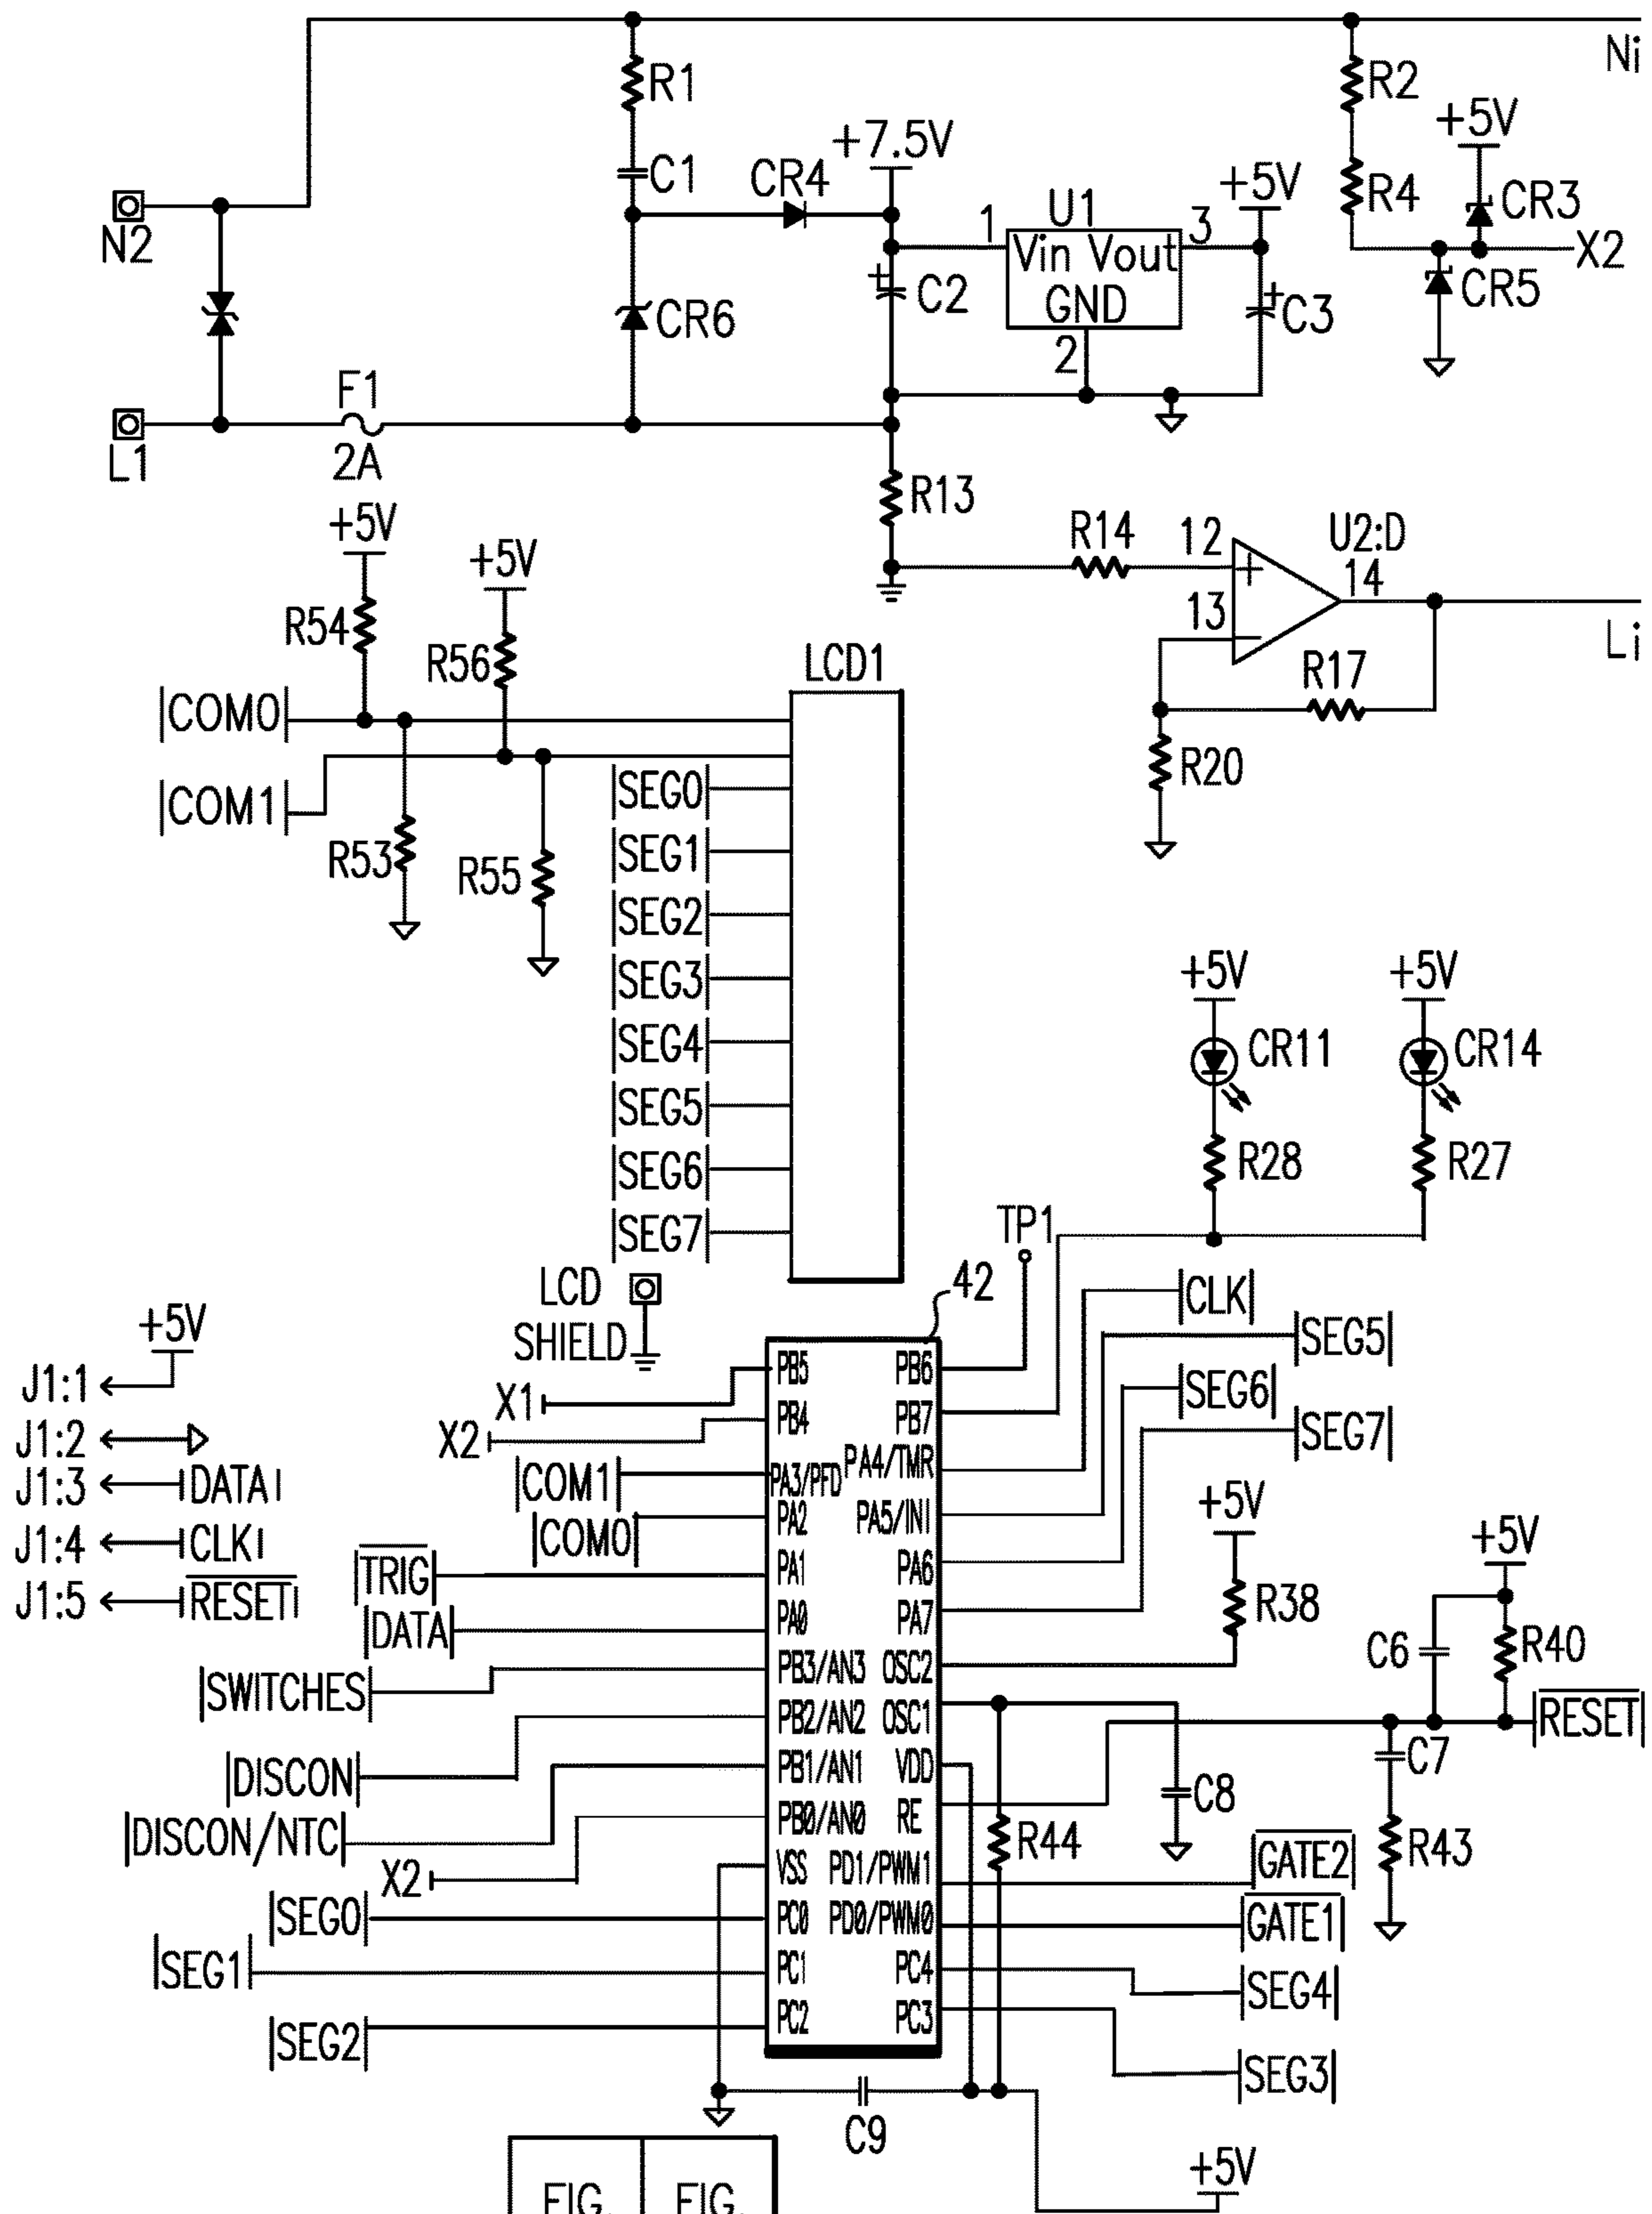 Ni
R1
R2
+5V
+7.5V
C1
CR4
R4
CR3
+5V
U1
1
3
N2
Vin Vout
X2
GND
C2
CR6
C3
CR5
2
F1
L1
2A
R13
+5V
R14
12
U2:D
+5V
14
13
R54
R56
LCD1
Li
R17
|COM0|
R20
|SEG0|
|COM1|
R53
R55
|SEG1|
|SEG2|
|SEG3|
+5V
+5V
|SEG4|
CR11
CR14
|SEG5|
|SEG6|
R28
R27
|SEG7|
TP1
LCD
SHIELD
42
|CLK|
+5V
|SEG5|
J1:1
PB5
PB6
X1
|SEG6|
J1:2
X2
PB4
PB7
|SEG7|
J1:3
|DATA|
|COM1|
PA3/PFD
PA4/TMR
+5V
J1:4
|CLK|
|COM0|
PA2
PA5/INI
+5V
J1:5
|RESET|
|TRIG|
PA1
PA6
R38
|DATA|
PA0
PA7
C6
R40
|SWITCHES|
PB3/AN3
OSC2
PB2/AN2
OSC1
|RESET|
|DISCON|
PB1/AN1
VDD
C7
C8
|DISCON/NTC|
PB0/AN0
RE
R44
R43
X2
VSS
PD1/PWM1
|GATE2|
|SEG0|
PC0
PD0/PWM0
|GATE1|
|SEG1|
PC1
PC4
|SEG4|
|SEG2|
PC2
PC3
|SEG3|
C9
+5V
FIG.
FIG.